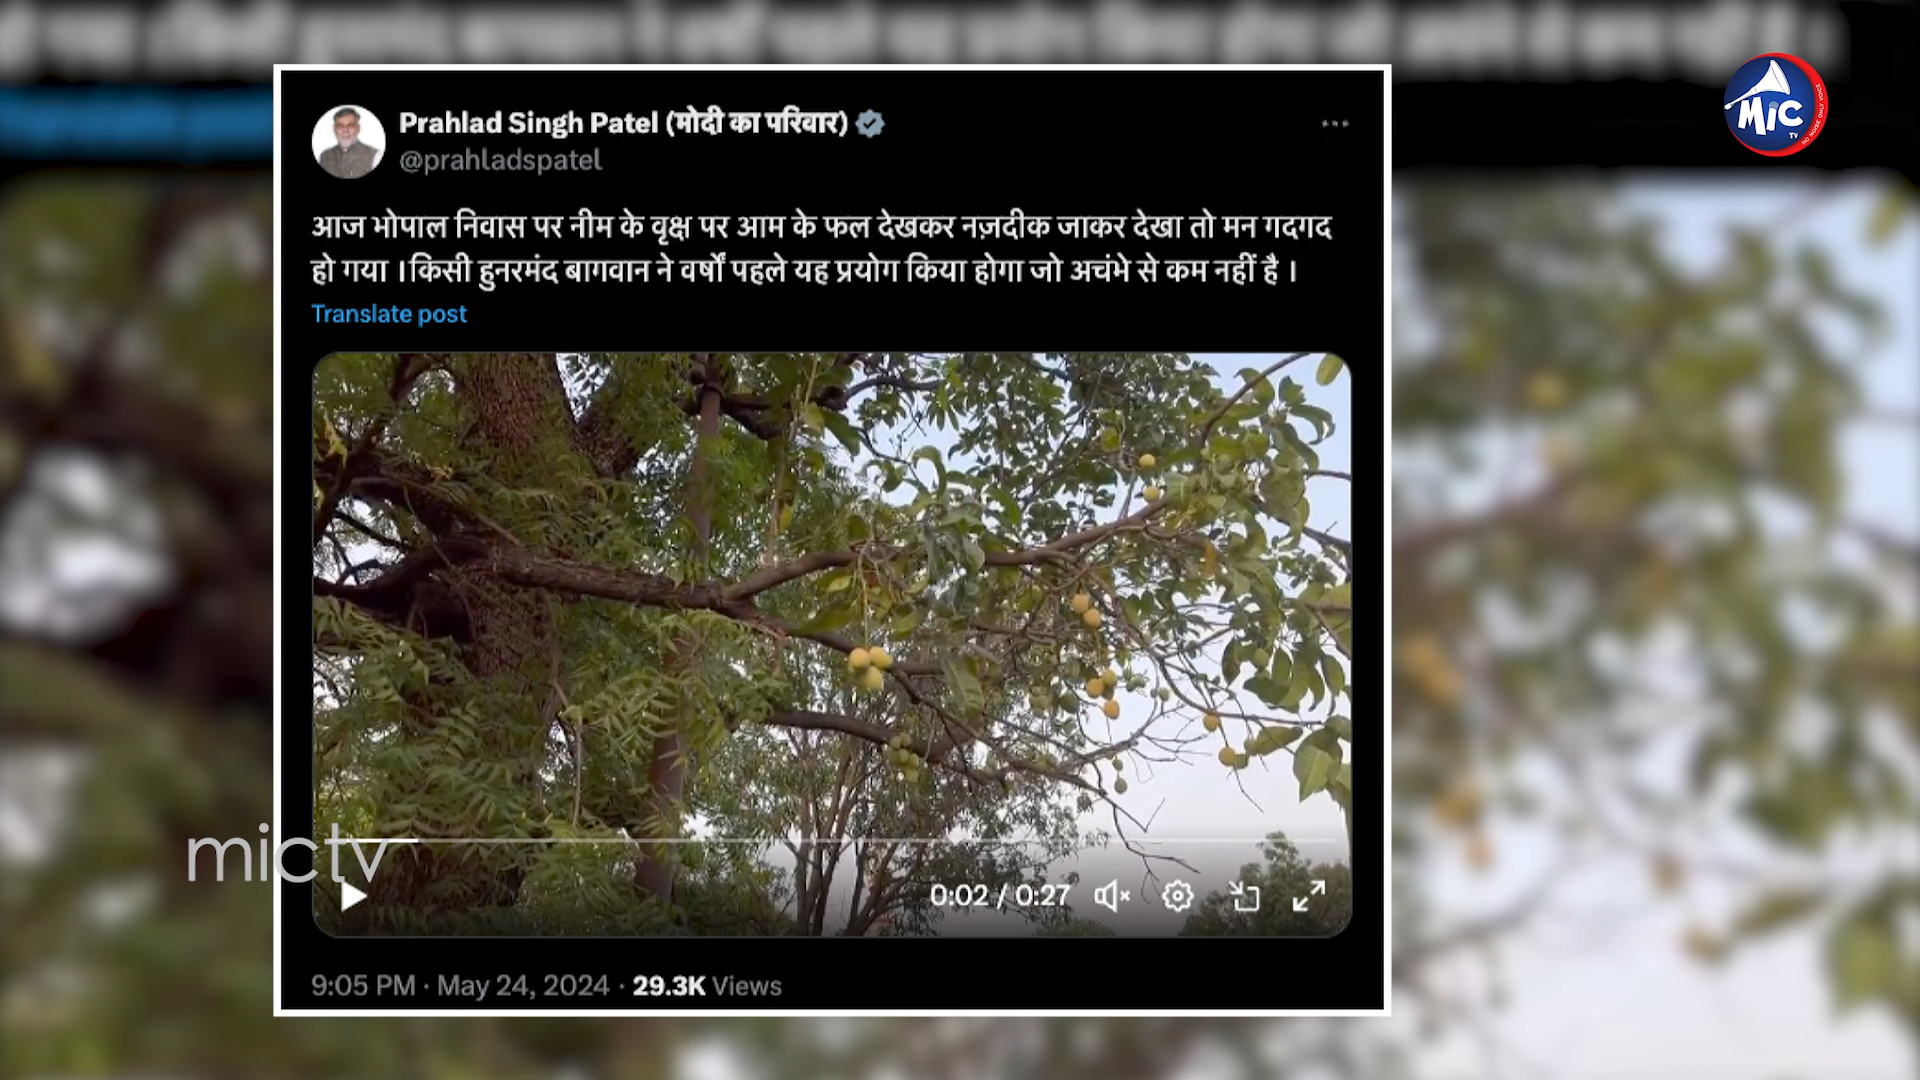 Prahlad Singh Patel (मोदी का परिवार)
@prahladspatel
आज भोपाल निवास पर नीम के वृक्ष पर आम के फल देखकर नज़दीक जाकर देखा तो मन गदगद
हो गया ।किसी हुनरमंद बागवान ने वर्षों पहले यह प्रयोग किया होगा जो अचंभे से कम नहीं है ।
Translate post
0:02 / 0:27
9:05 PM · May 24, 2024 · 29.3K Views
mictv
MiC
TV